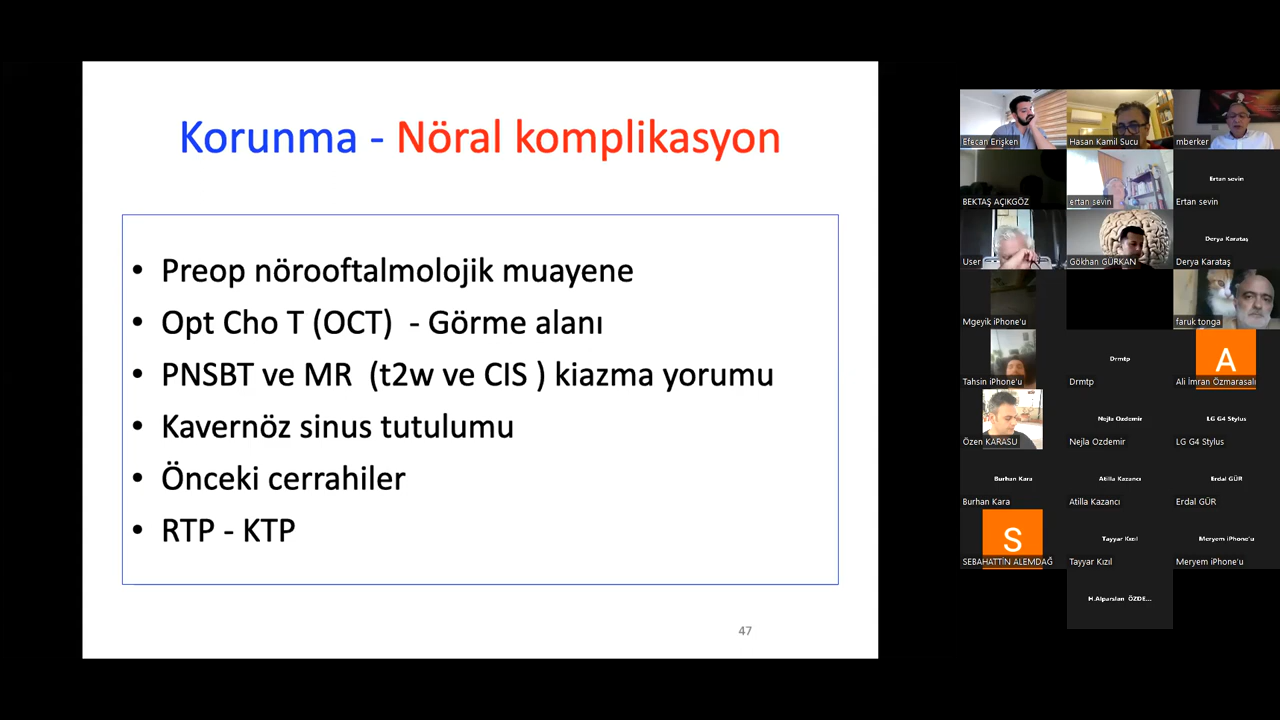 Korunma - Nöral komplikasyon
• Preop nörooftalmolojik muayene
• Opt Cho T (OCT) - Görme alanı
• PNSBT ve MR (t2w ve CIS ) kiazma yorumu
• Kavernöz sinus tutulumu
• Önceki cerrahiler
• RTP - KTP
47
Efecan Erişken
Hasan Kamil Sucu
mberker
BEKTAŞ AÇIKGÖZ
ertan sevin
Ertan sevin
Ertan sevin
User
Gökhan GÜRKAN
Derya Karataş
Derya Karataş
Mgeyik iPhone'u
faruk tonga
Tahsin iPhone'u
Drmtp
Drmtp
A
Ali İmran Özmarasalı
Özen KARASU
Nejla Ozdemir
Nejla Ozdemir
LG G4 Stylus
LG G4 Stylus
Burhan Kara
Burhan Kara
Atilla Kazancı
Atilla Kazancı
Erdal GÜR
Erdal GÜR
S
SEBAHATTİN ALEMDAĞ
Tayyar Kızıl
Tayyar Kızıl
Meryem iPhone'u
Meryem iPhone'u
H.Alparslan ÖZDE...